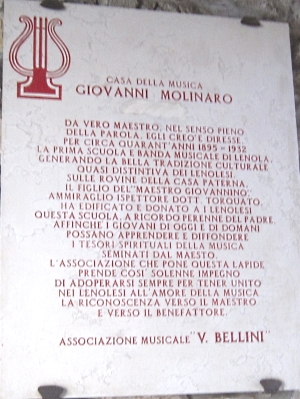 CASA DELLA MUSICA
GIOVANNI MOLINARO
DA VERO MAESTRO, NEL SENSO PIENO
DELLA PAROLA, EGLI CREO' E DIRESSE
PER CIRCA QUARANT'ANNI 1895-1932
LA PRIMA SCUOLA E BANDA MUSICALE DI LENOLA,
GENERANDO LA BELLA TRADIZIONE CULTURALE
QUASI DISTINTIVA DEI LENOLESI.
SULLE ROVINE DELLA CASA PATERNA,
IL FIGLIO DEL "MAESTRO GIOVANNINO"
AMMIRAGLIO ISPETTORE DOTT. TORQUATO,
HA EDIFICATO E DONATO A I LENOLESI
QUESTA SCUOLA, A RICORDO PERENNE DEL PADRE,
AFFINCHE I GIOVANI DI OGGI E DI DOMANI
POSSANO APPRENDERE E DIFFONDERE
I TESORI SPIRITUALI DELLA MUSICA
SEMINATI DAL MAESTO.
L'ASSOCIAZIONE CHE PONE QUESTA LAPIDE
PRENDE COSI' SOLENNE IMPEGNO
DI ADOPERARSI SEMPRE PER TENER UNITO
NEI LENOLESI ALL'AMORE DELLA MUSICA
LA RICONOSCENZA VERSO IL MAESTRO
E VERSO IL BENEFATTORE.
ASSOCIAZIONE MUSICALE "V. BELLINI"